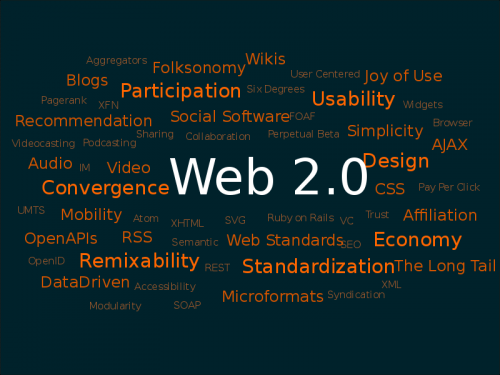 Aggregators
Folksonomy
Wikis
Blogs
User Centered
Joy of Use
Participation
Six Degrees
Usability
Pagerank
XFN
Widgets
Recommendation
Social Software
FOAF
Browser
Sharing
Collaboration
Perpetual Beta
Simplicity
Videocasting
Podcasting
AJAX
Audio
IM
Video
Design
Convergence
Web 2.0
CSS
Pay Per Click
UMTS
Mobility
Atom
XHTML
SVG
Ruby on Rails
VC
Trust
Affiliation
OpenAPIs
RSS
Semantic
Web Standards
SEO
Economy
OpenID
Remixability
REST
Standardization
The Long Tail
DataDriven
Accessibility
XML
Microformats
Syndication
Modularity
SOAP